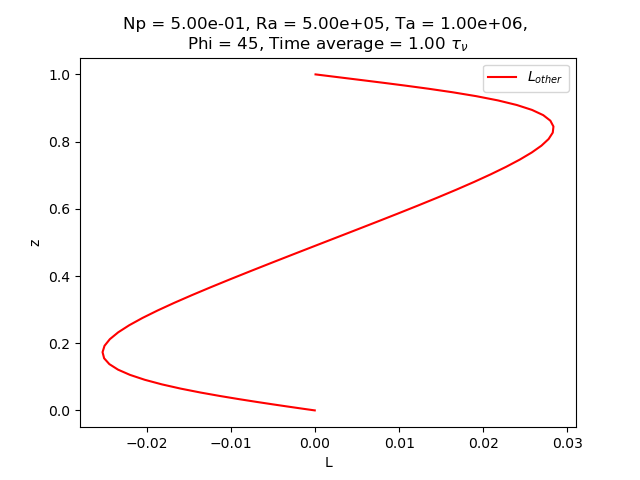 Np = 5.00e-01, Ra = 5.00e+05, Ta = 1.00e+06,
Phi = 45, Time average = 1.00 τ_ν
L_other
1.0
0.8
0.6
0.4
0.2
0.0
z
−0.02 −0.01 0.00 0.01 0.02 0.03
L